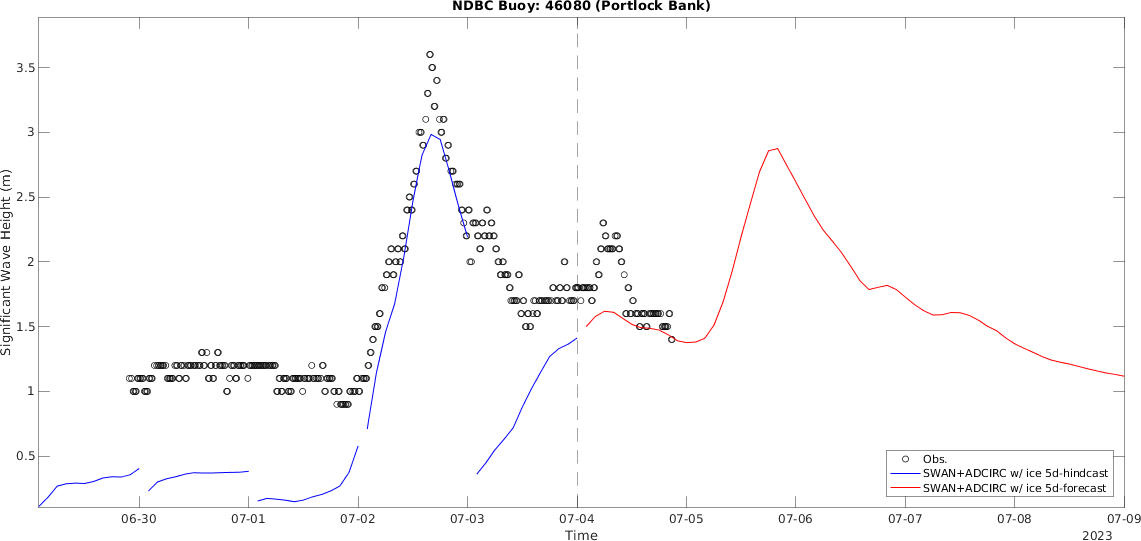 NDBC Buoy: 46080 (Portlock Bank)
Significant Wave Height (m)
3.5
3
2.5
2
1.5
1
0.5
Obs.
SWAN+ADCIRC w/ ice 5d-hindcast
SWAN+ADCIRC w/ ice 5d-forecast
06-30 07-01 07-02 07-03 07-04 07-05 07-06 07-07 07-08 07-09
Time
2023